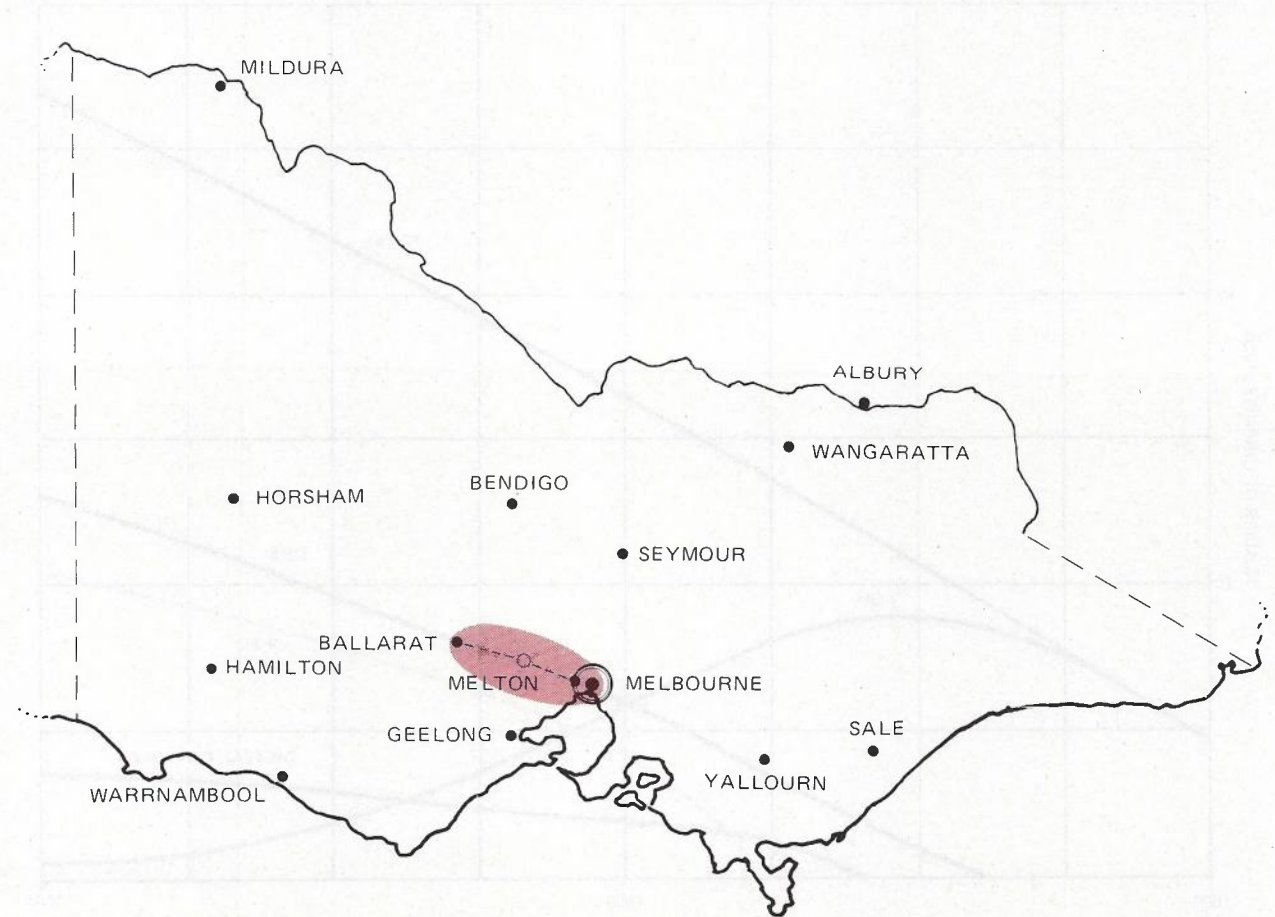 MILDURA
ALBURY
WANGARATTA
BENDIGO
HORSHAM
SEYMOUR
BALLARAT
HAMILTON
MELTON
MELBOURNE
GEELONG
SALE
YALLOURN
WARRNAMBOOL